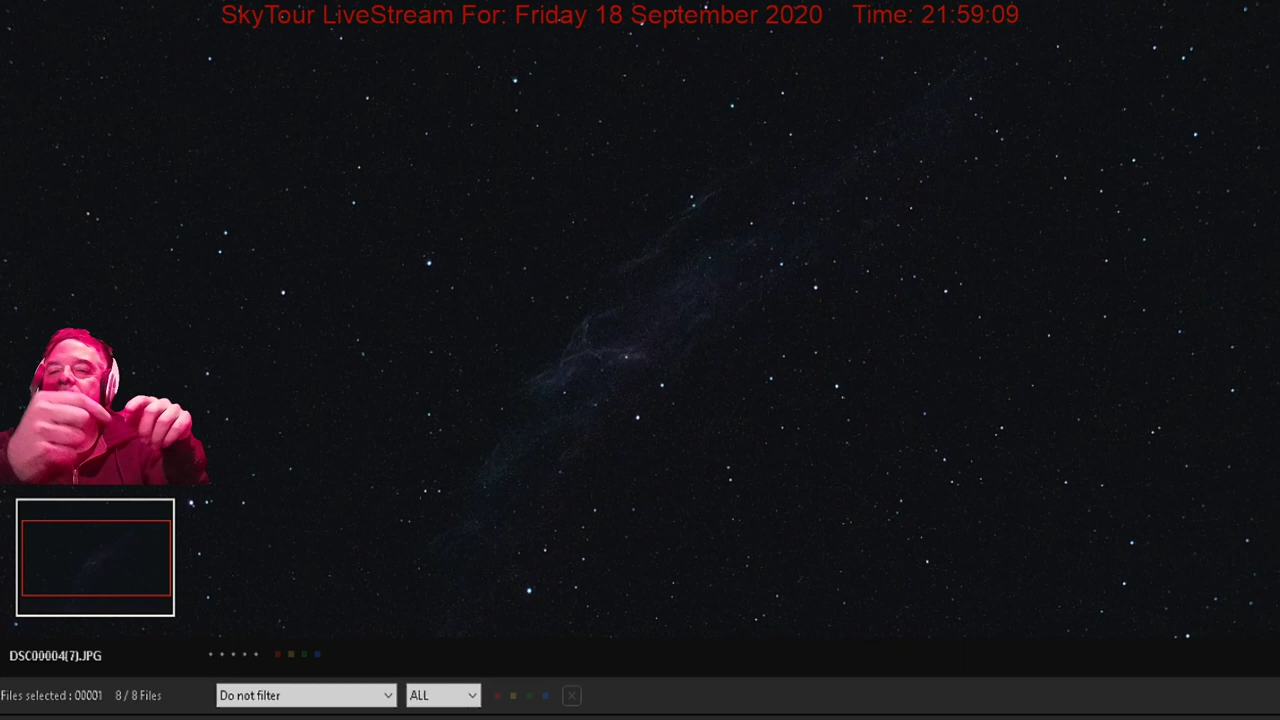 SkyTour LiveStream For: Friday 18 September 2020 Time: 21:59:09
DSC00004(7).JPG
Files selected : 00001 8 / 8 Files Do not filter ALL